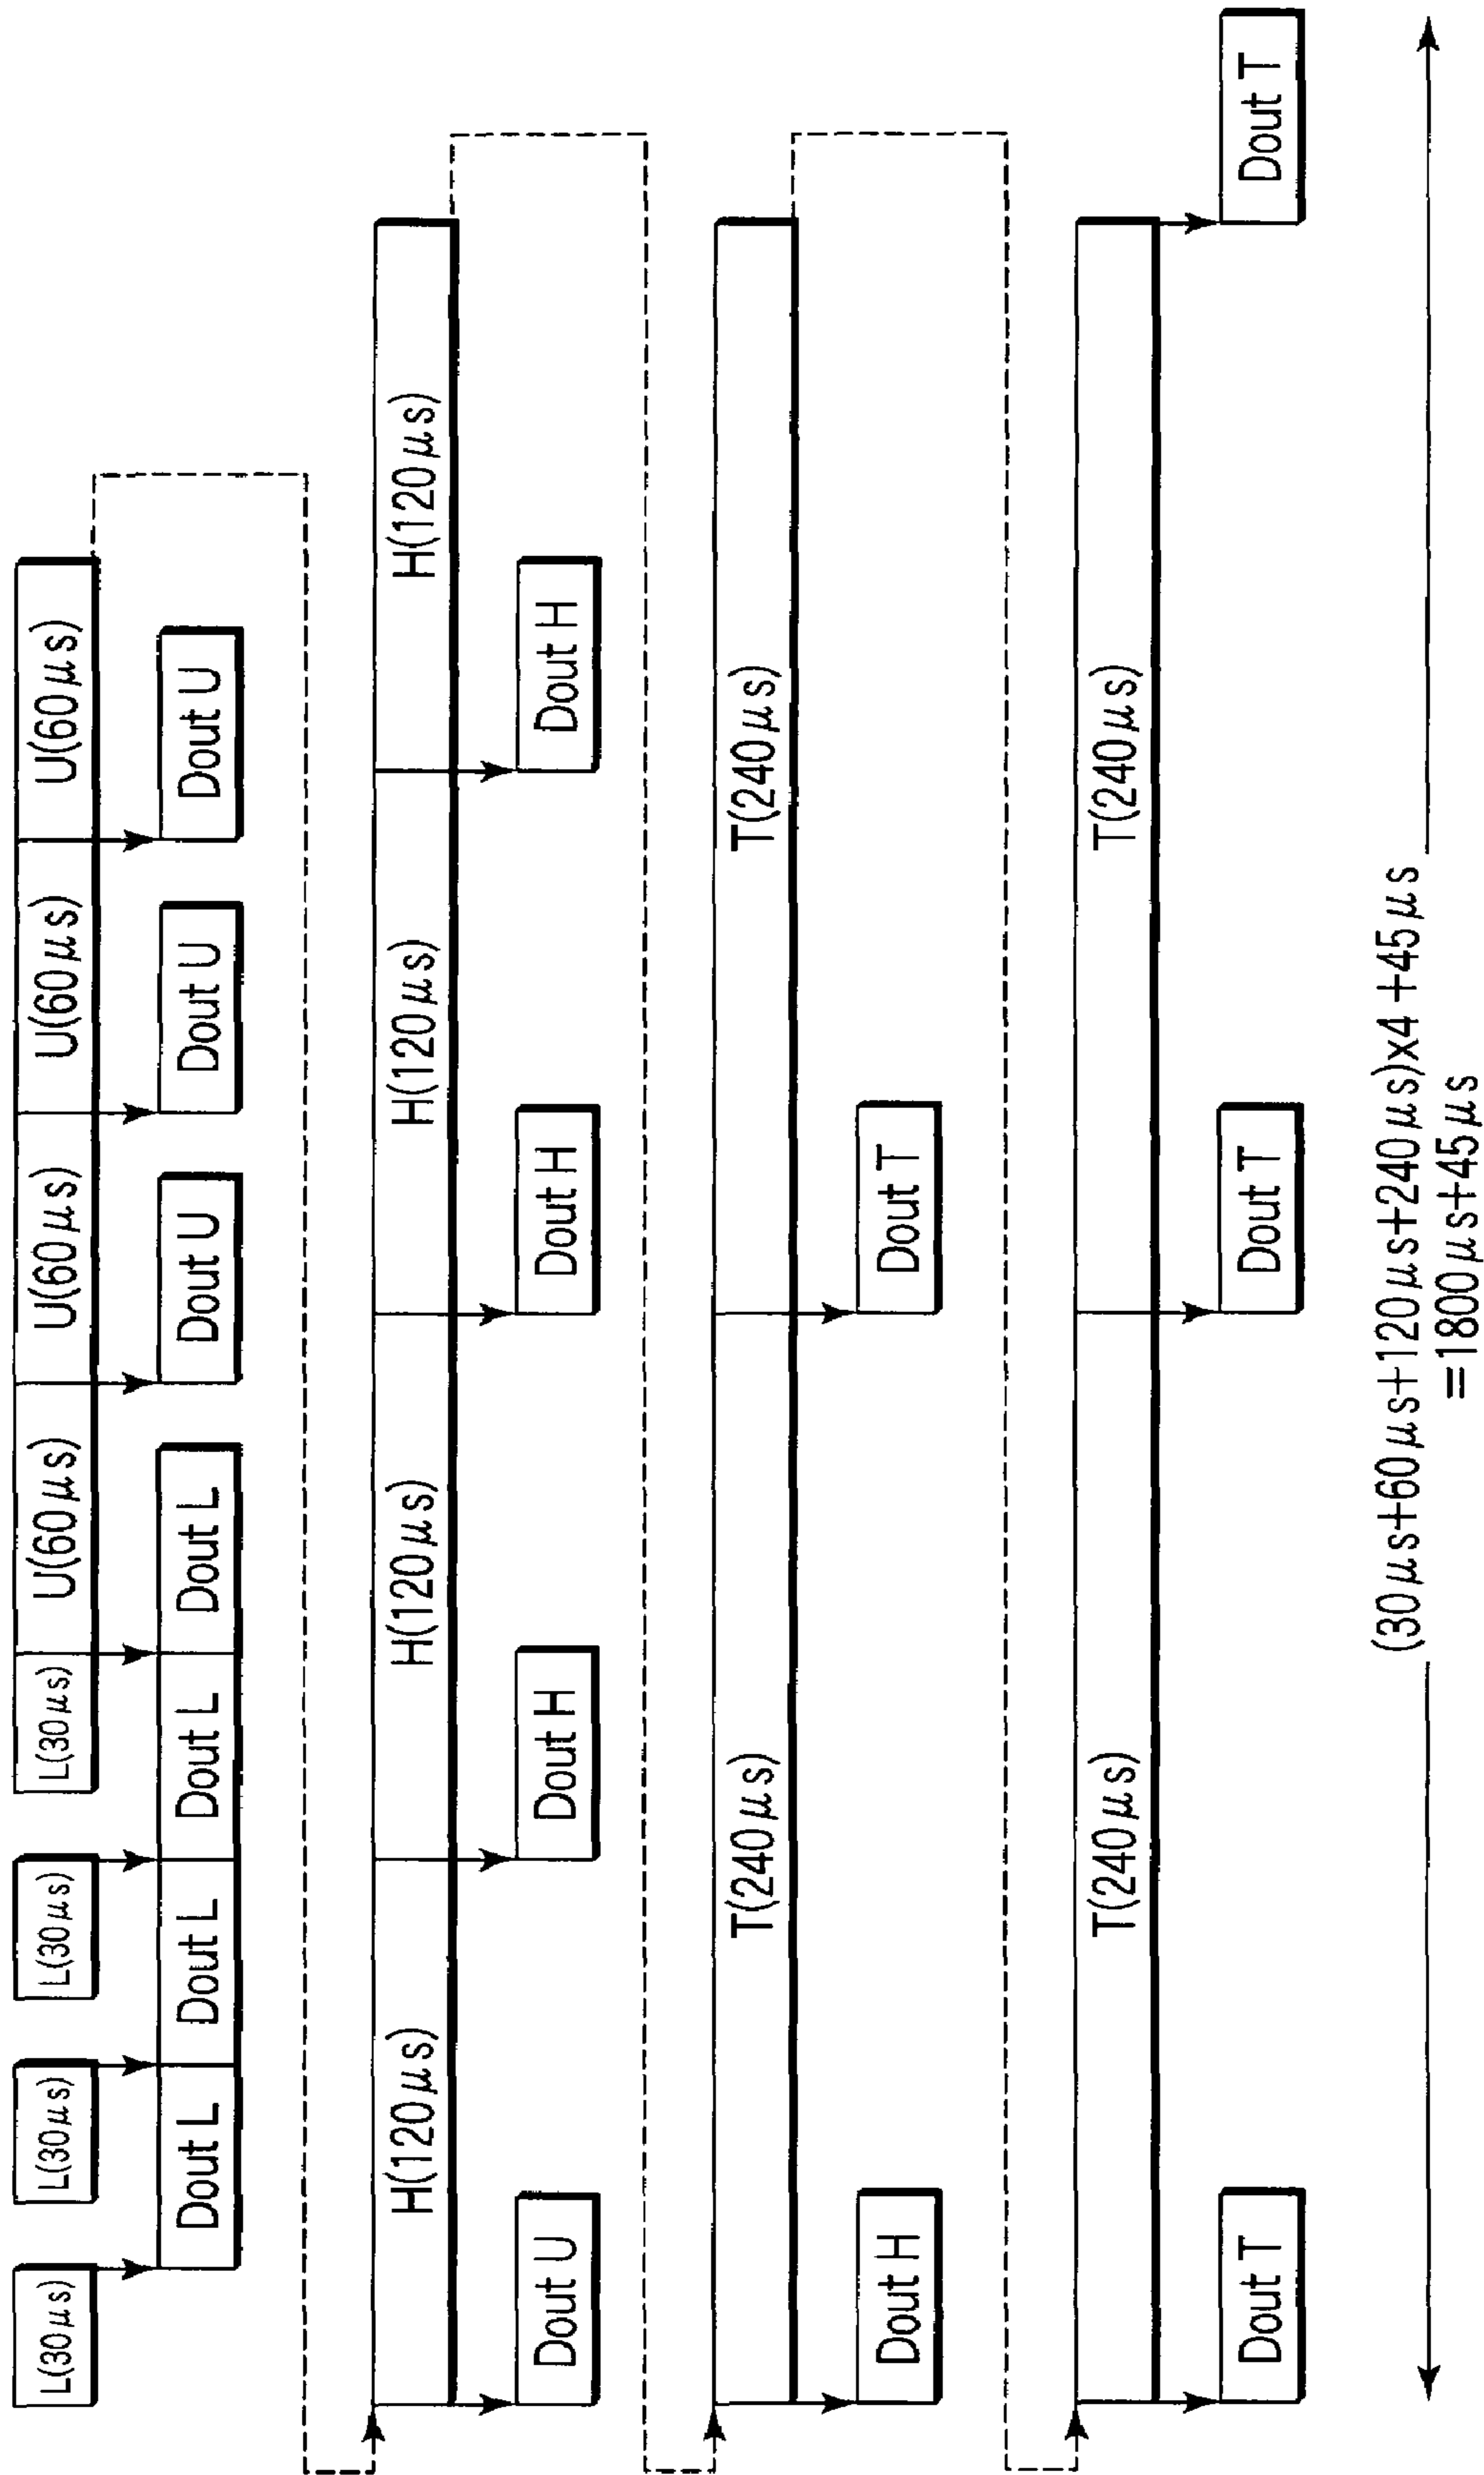 L(30μs)
L(30μs)
L(30μs)
L(30μs)
U(60μs)
U(60μs)
U(60μs)
U(60μs)
Dout L
Dout L
Dout L
Dout L
Dout U
Dout U
Dout U
H(120μs)
H(120μs)
H(120μs)
H(120μs)
Dout U
Dout H
Dout H
Dout H
T(240μs)
T(240μs)
Dout H
Dout T
T(240μs)
T(240μs)
Dout T
Dout T
Dout T
(30μs+60μs+120μs+240μs)x4+45μs
=1800μs+45μs